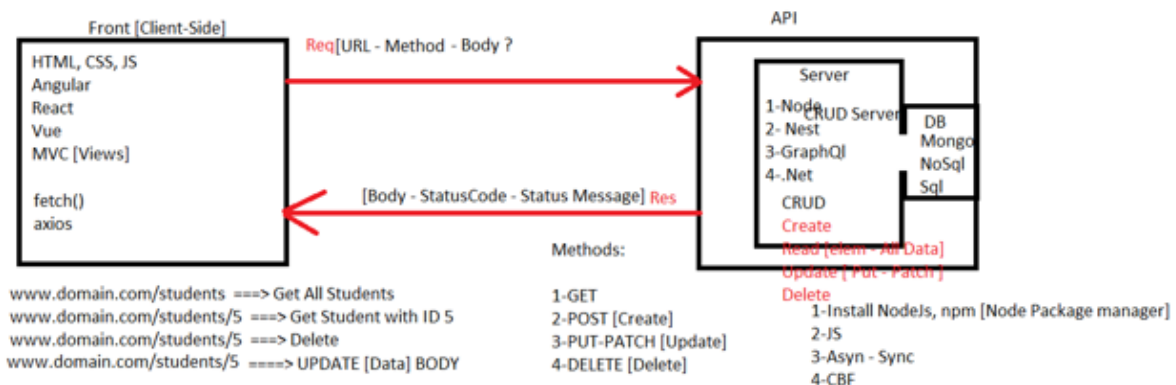 Front [Client-Side]
HTML, CSS, JS
Angular
React
Vue
MVC [Views]
fetch()
axios
Req[URL - Method - Body ?
[Body - StatusCode - Status Message] Res
API
Server
1-Node
CRUD Server
2- Nest
3-GraphQl
4-.Net
CRUD
Create
Read [elem - All Data]
Update [ Put - Patch ]
Delete
DB
Mongo
NoSql
Sql
www.domain.com/students ===> Get All Students
www.domain.com/students/5 ===> Get Student with ID 5
www.domain.com/students/5 ===> Delete
www.domain.com/students/5 ====> UPDATE [Data] BODY
Methods:
1-GET
2-POST [Create]
3-PUT-PATCH [Update]
4-DELETE [Delete]
1-Install NodeJs, npm [Node Package manager]
2-JS
3-Asyn - Sync
4-CBF